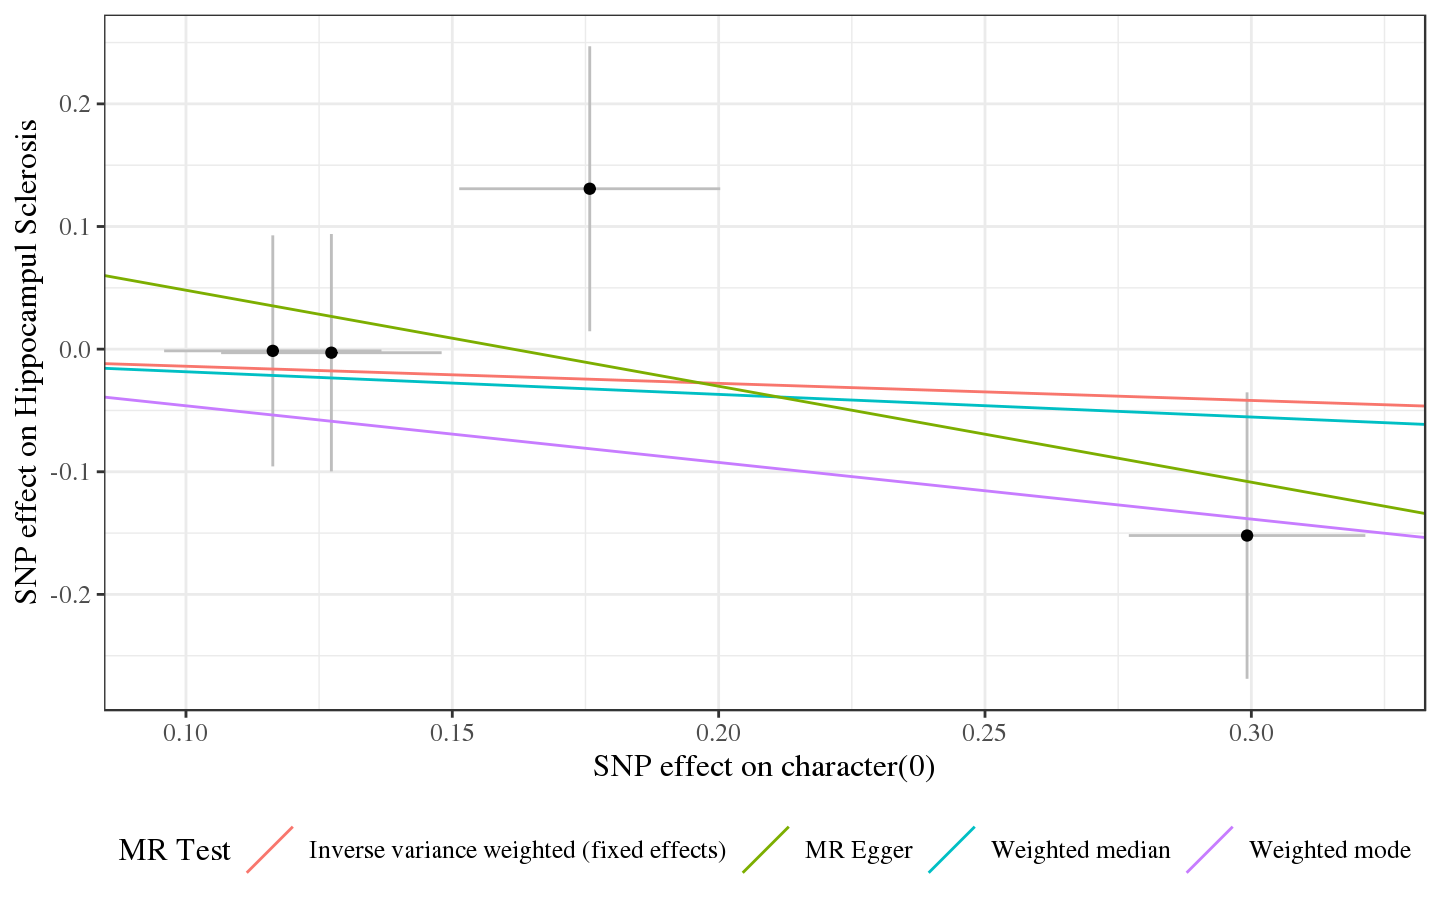 SNP effect on Hippocampul Sclerosis
0.2
0.1
0.0
-0.1
-0.2
0.10 0.15 0.20 0.25 0.30
SNP effect on character(0)
MR Test Inverse variance weighted (fixed effects) MR Egger Weighted median Weighted mode